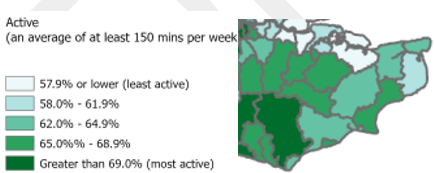 Active
(an average of at least 150 mins per week
57.9% or lower (least active)
58.0% - 61.9%
62.0% - 64.9%
65.0%% - 68.9%
Greater than 69.0% (most active)